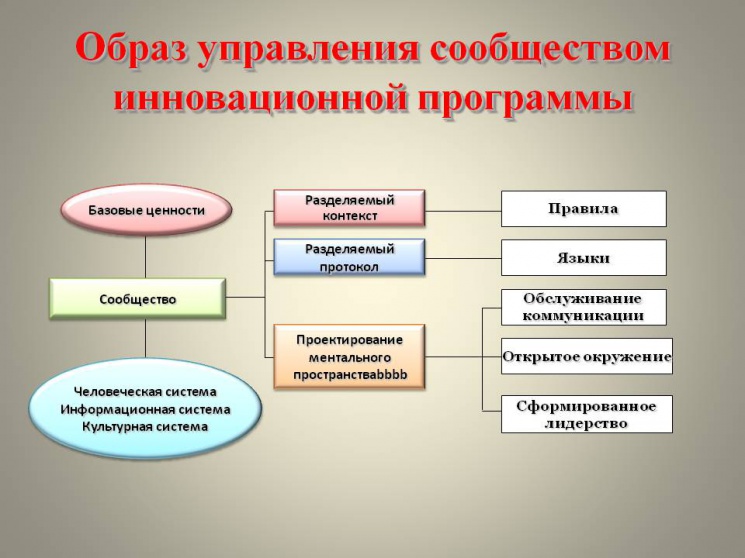 Образ управления сообществом
инновационной программы
Базовые ценности
Сообщество
Человеческая система
Информационная система
Культурная система
Разделяемый
контекст
Разделяемый
протокол
Проектирование
ментального
пространстваbbbb
Правила
Языки
Обслуживание
коммуникации
Открытое окружение
Сформированное
лидерство